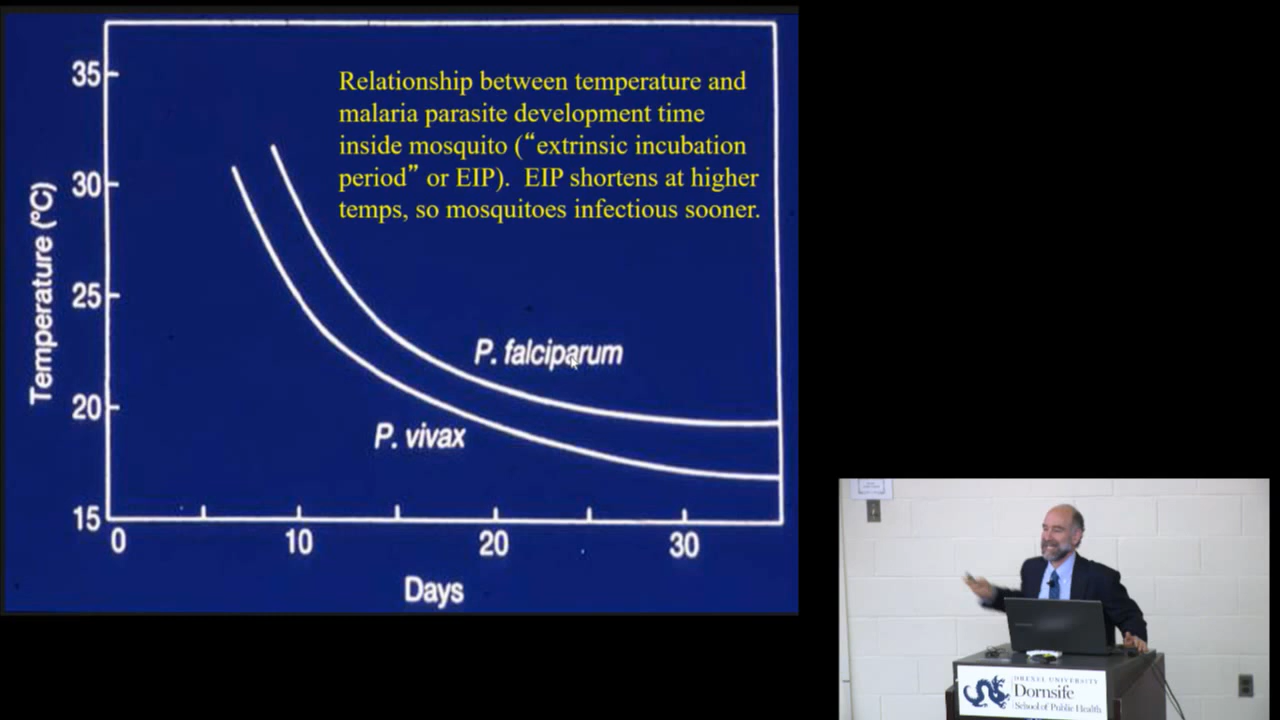 Relationship between temperature and
malaria parasite development time
inside mosquito (“extrinsic incubation
period” or EIP).  EIP shortens at higher
temps, so mosquitoes infectious sooner.
Temperature (°C)
35
30
25
20
15
P. falciparum
P. vivax
0
10
20
30
Days
DREXEL UNIVERSITY
Dornsife
School of Public Health